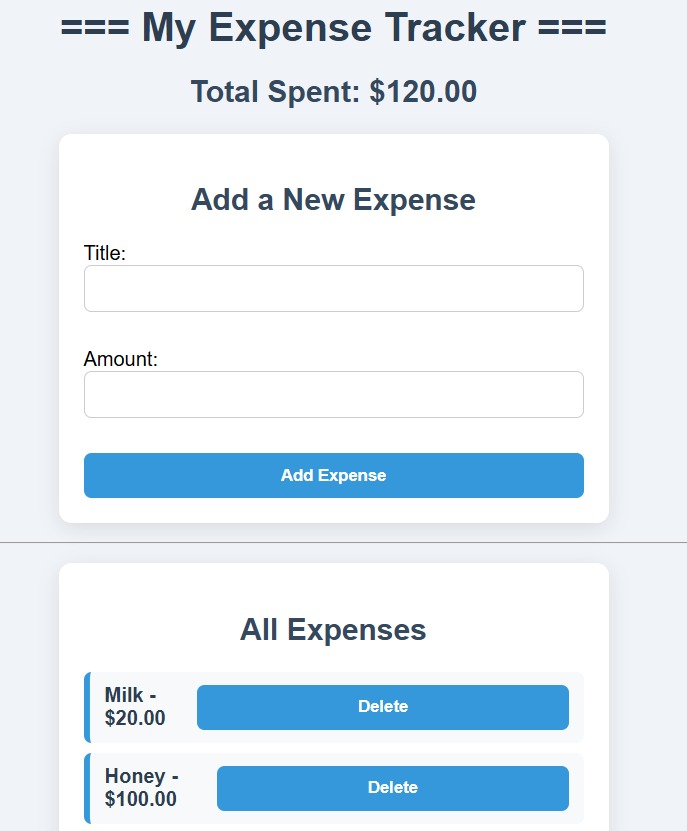 === My Expense Tracker ===
Total Spent: $120.00
Add a New Expense
Title:
Amount:
Add Expense
All Expenses
Milk -
$20.00
Delete
Honey -
$100.00
Delete